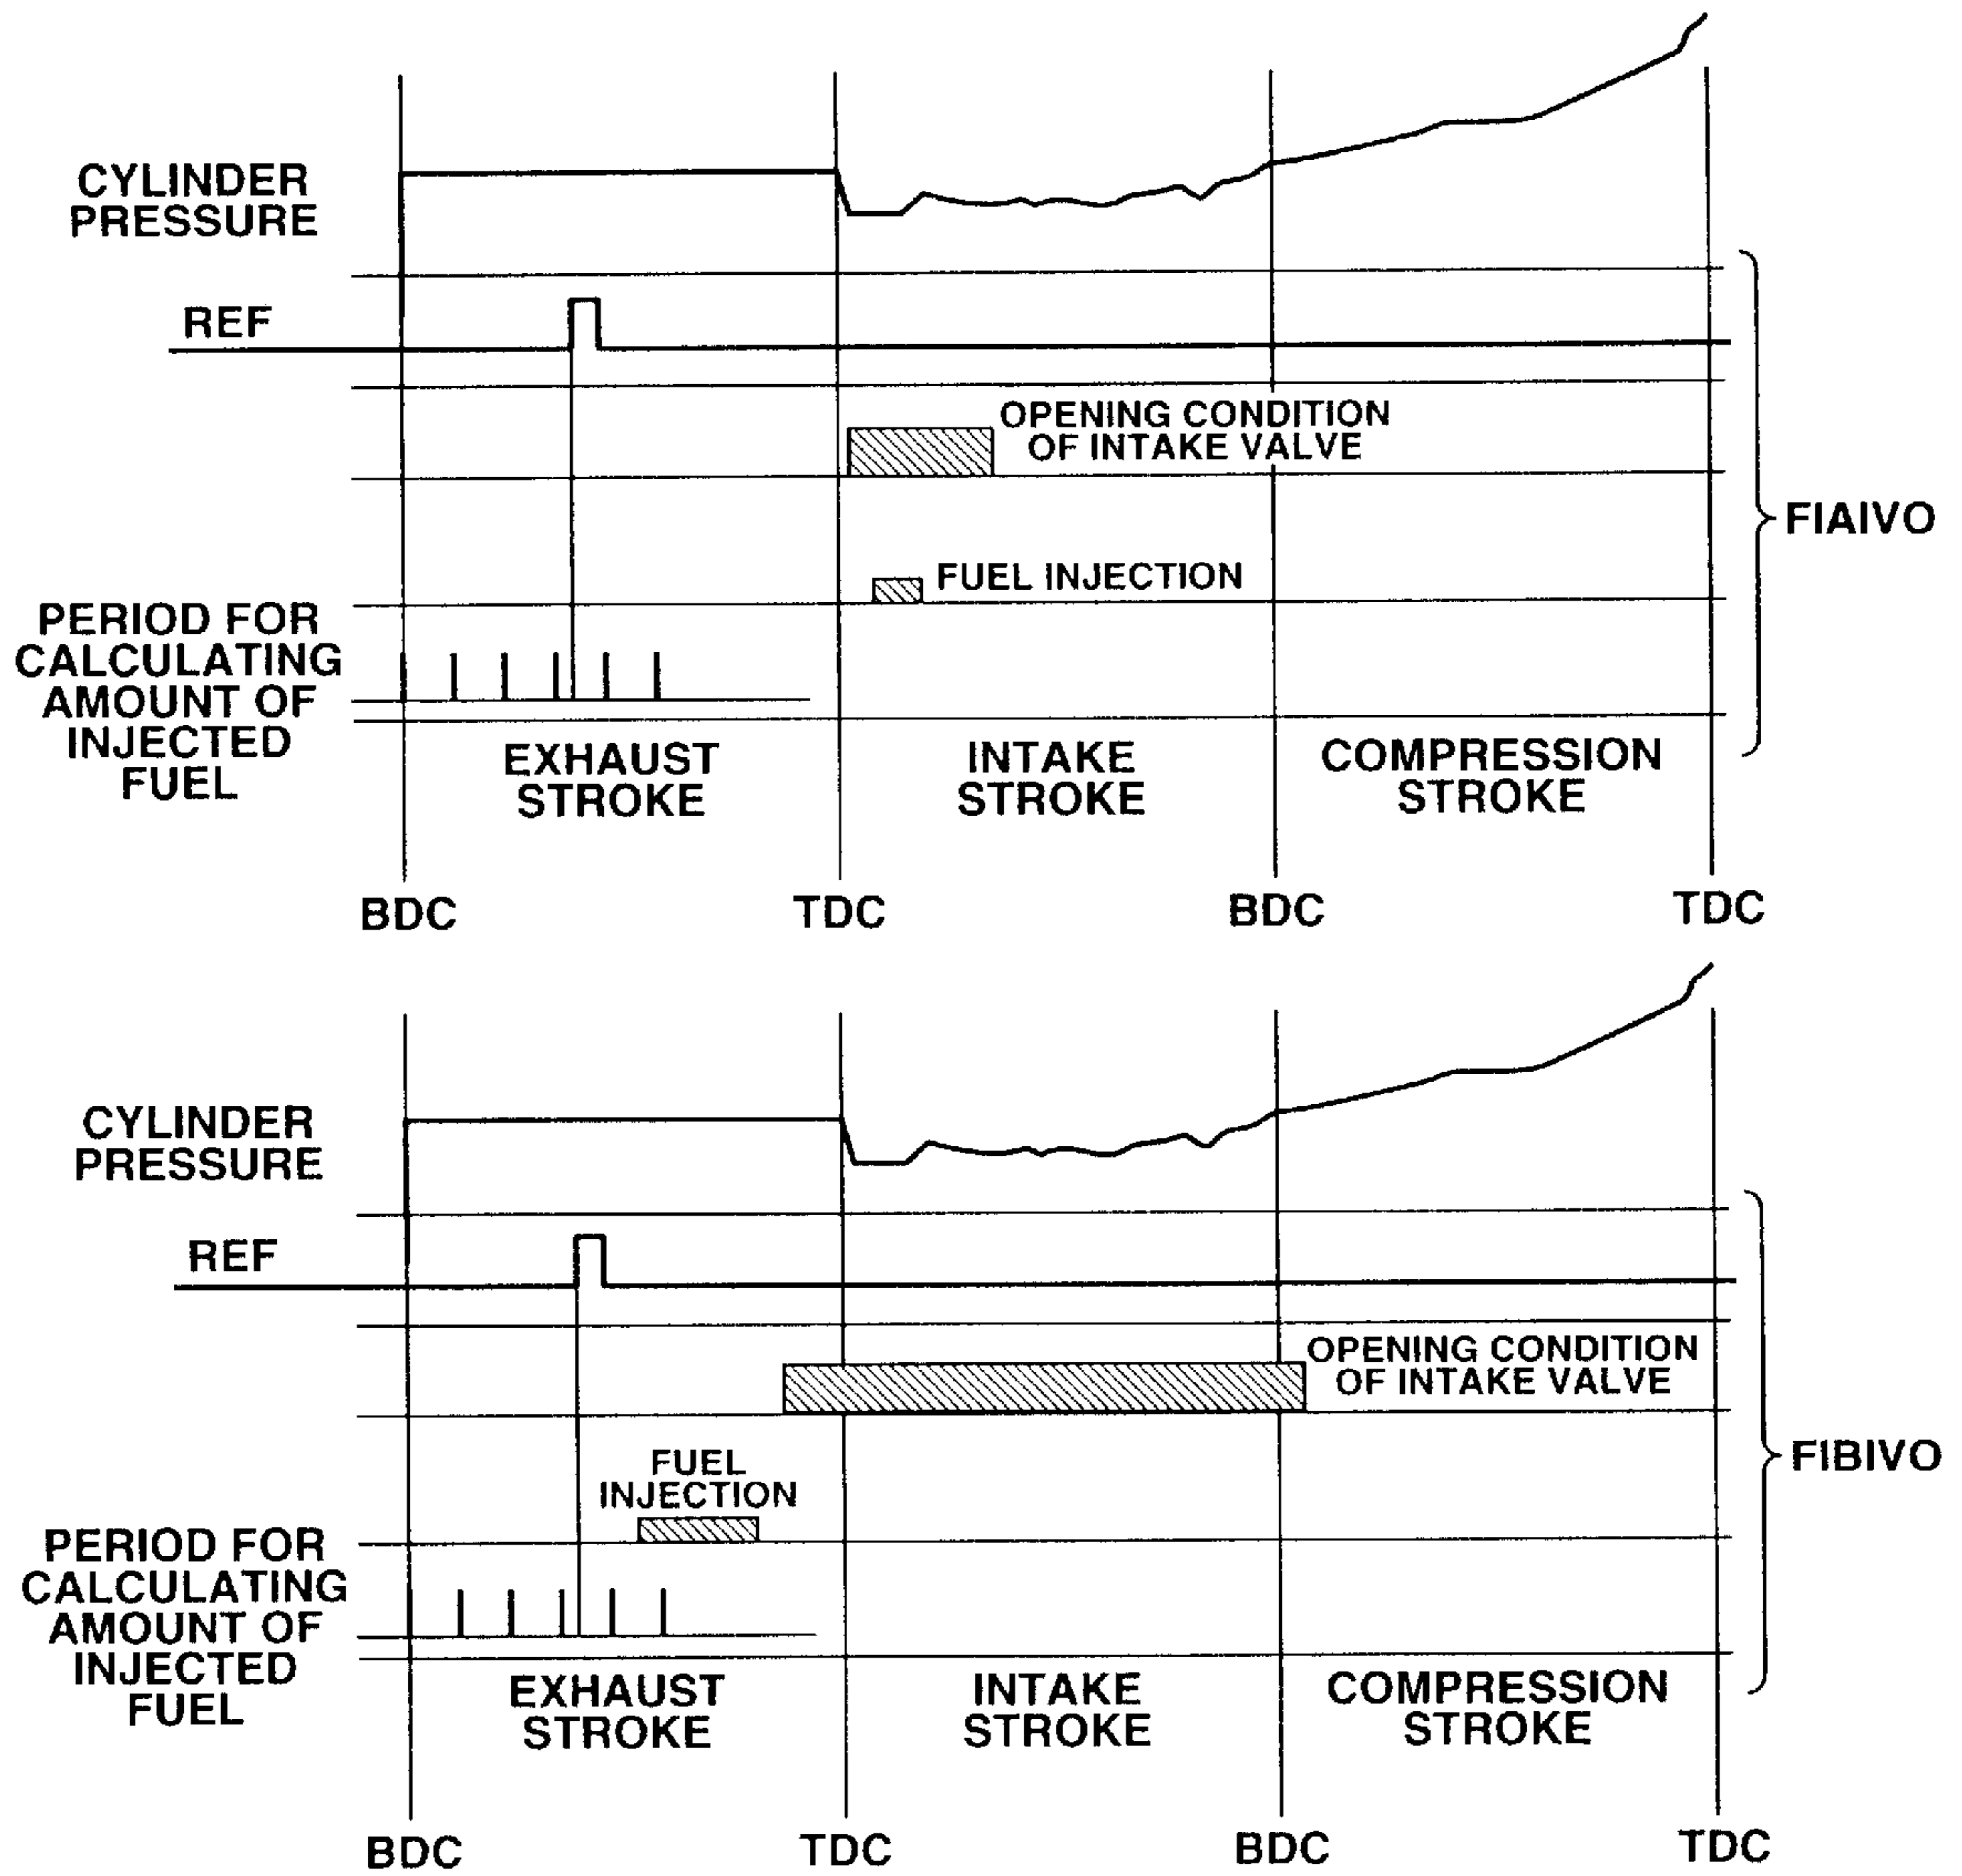 CYLINDER
PRESSURE
REF
OPENING CONDITION
OF INTAKE VALVE
FIAIVO
FUEL INJECTION
PERIOD FOR
CALCULATING
AMOUNT OF
INJECTED
FUEL
EXHAUST
STROKE
INTAKE
STROKE
COMPRESSION
STROKE
BDC
TDC
BDC
TDC
CYLINDER
PRESSURE
REF
OPENING CONDITION
OF INTAKE VALVE
FIBIVO
FUEL
INJECTION
PERIOD FOR
CALCULATING
AMOUNT OF
INJECTED
FUEL
EXHAUST
STROKE
INTAKE
STROKE
COMPRESSION
STROKE
BDC
TDC
BDC
TDC